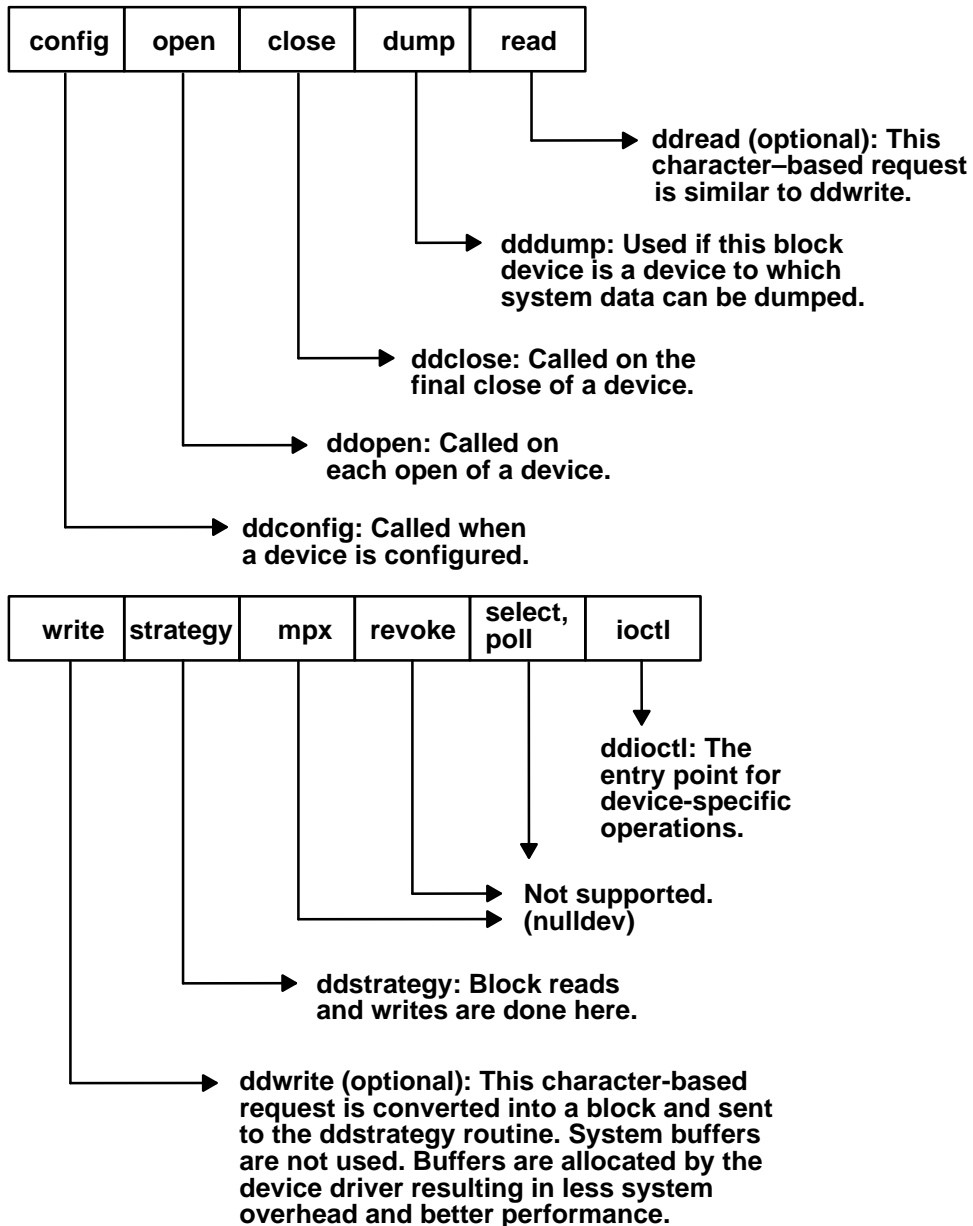 config open close dump read
ddread (optional): This
character–based request
is similar to ddwrite.
dddump: Used if this block
device is a device to which
system data can be dumped.
ddclose: Called on the
final close of a device.
ddopen: Called on
each open of a device.
ddconfig: Called when
a device is configured.
write strategy mpx revoke select, poll ioctl
ddioctl: The
entry point for
device-specific
operations.
Not supported.
(nulldev)
ddstrategy: Block reads
and writes are done here.
ddwrite (optional): This character-based
request is converted into a block and sent
to the ddstrategy routine. System buffers
are not used. Buffers are allocated by the
device driver resulting in less system
overhead and better performance.